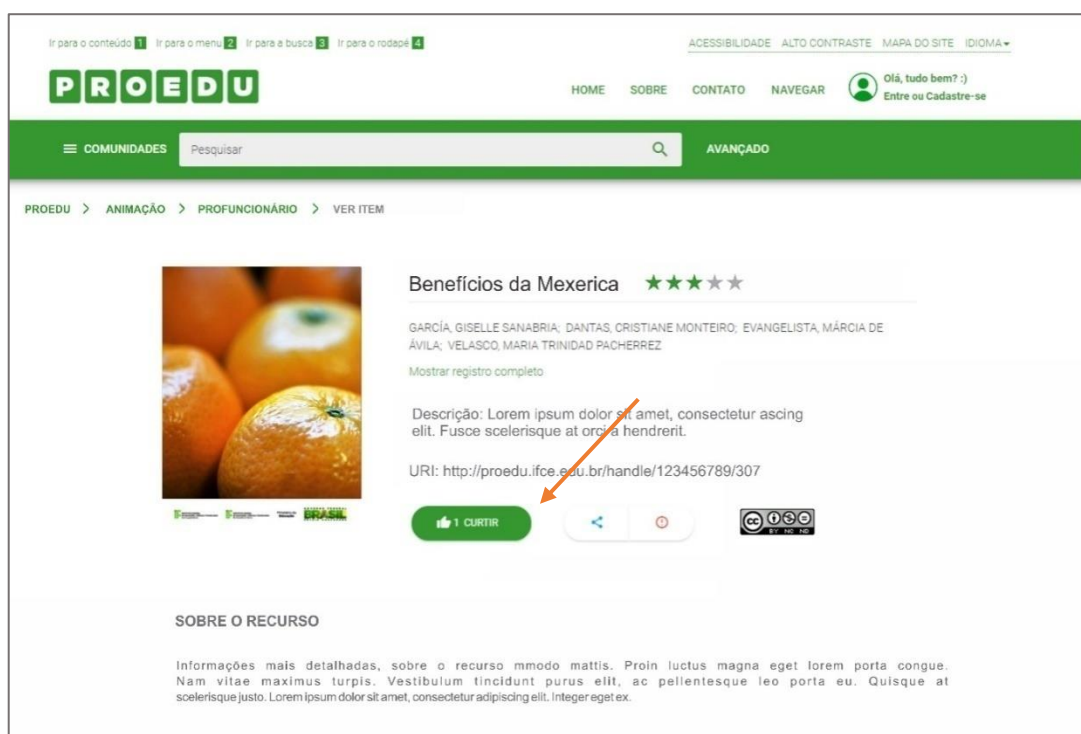 Ir para o conteúdo 1 Ir para o menu 2 Ir para a busca 3 Ir para o rodapé 4
ACESSIBILIDADE ALTO CONTRASTE MAPA DO SITE IDIOMA
PROEDU
HOME SOBRE CONTATO NAVEGAR
Olá, tudo bem? :)
Entre ou Cadastre-se
COMUNIDADES Pesquisar AVANÇADO
PROEDU > ANIMAÇÃO > PROFUNCIONÁRIO > VER ITEM
Benefícios da Mexerica
GARCÍA, GISELLE SANABRIA; DANTAS, CRISTIANE MONTEIRO; EVANGELISTA, MÁRCIA DE
ÁVILA; VELASCO, MARIA TRINIDAD PACHERREZ
Mostrar registro completo
Descrição: Lorem ipsum dolor sit amet, consectetur ascing
elit. Fusce scelerisque at orci a hendrerit.
URI: http://proedu.ifce.edu.br/handle/123456789/307
BRASIL
1 CURTIR
cc
BY NC ND
SOBRE O RECURSO
Informações mais detalhadas, sobre o recurso mmodo mattis. Proin luctus magna eget lorem porta congue.
Nam vitae maximus turpis. Vestibulum tincidunt purus elit, ac pellentesque leo porta eu. Quisque at
scelerisque justo. Lorem ipsum dolor sit amet, consectetur adipiscing elit. Integer eget ex.